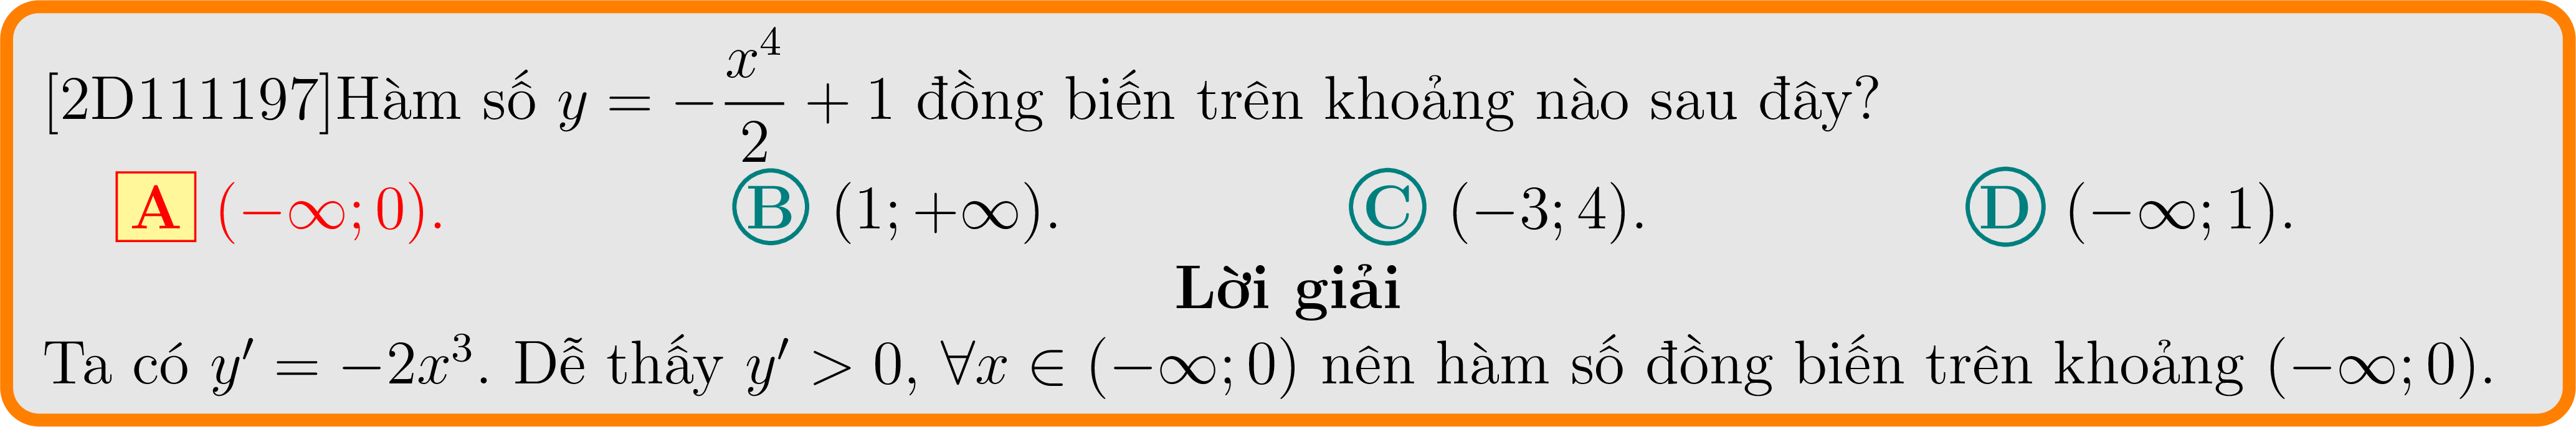 [2D111197]Hàm số $y = -\dfrac{x^4}{2} + 1$ đồng biến trên khoảng nào sau đây?
A $(-\infty; 0)$. B $(1; +\infty)$. C $(-3; 4)$. D $(-\infty; 1)$.
Lời giải
Ta có $y' = -2x^3$. Dễ thấy $y' > 0, \forall x \in (-\infty; 0)$ nên hàm số đồng biến trên khoảng $(-\infty; 0)$.